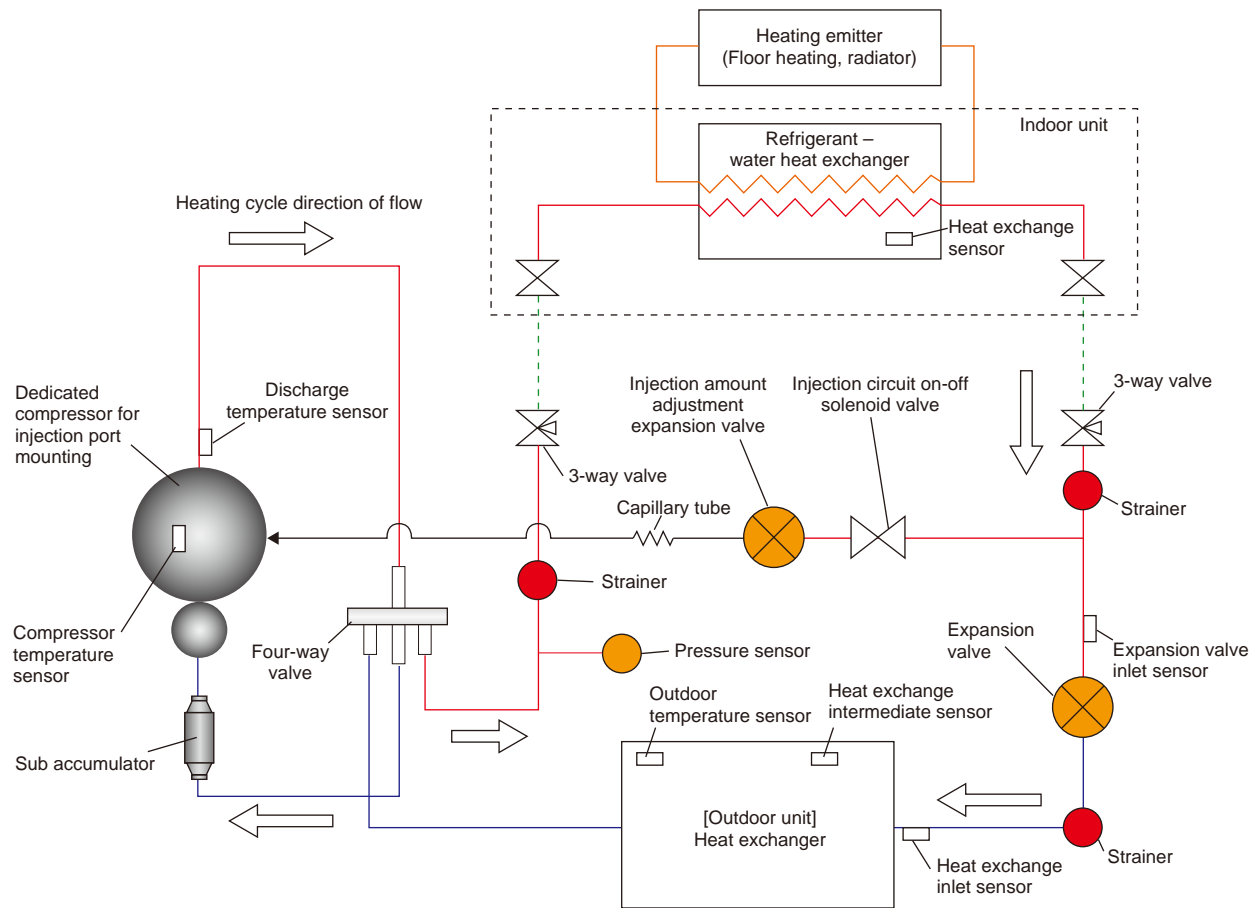 Heating emitter
(Floor heating, radiator)
Indoor unit
Refrigerant –
water heat exchanger
Heating cycle direction of flow
Heat exchange
sensor
Dedicated
compressor for
injection port
mounting
Discharge
temperature sensor
Injection amount
adjustment
expansion valve
Injection circuit on-off
solenoid valve
3-way valve
3-way valve
Capillary tube
Strainer
Strainer
Compressor
temperature
sensor
Four-way
valve
Pressure sensor
Expansion
valve
Expansion valve
inlet sensor
Outdoor
temperature sensor
Heat exchange
intermediate sensor
Sub accumulator
[Outdoor unit]
Heat exchanger
Heat exchange
inlet sensor
Strainer